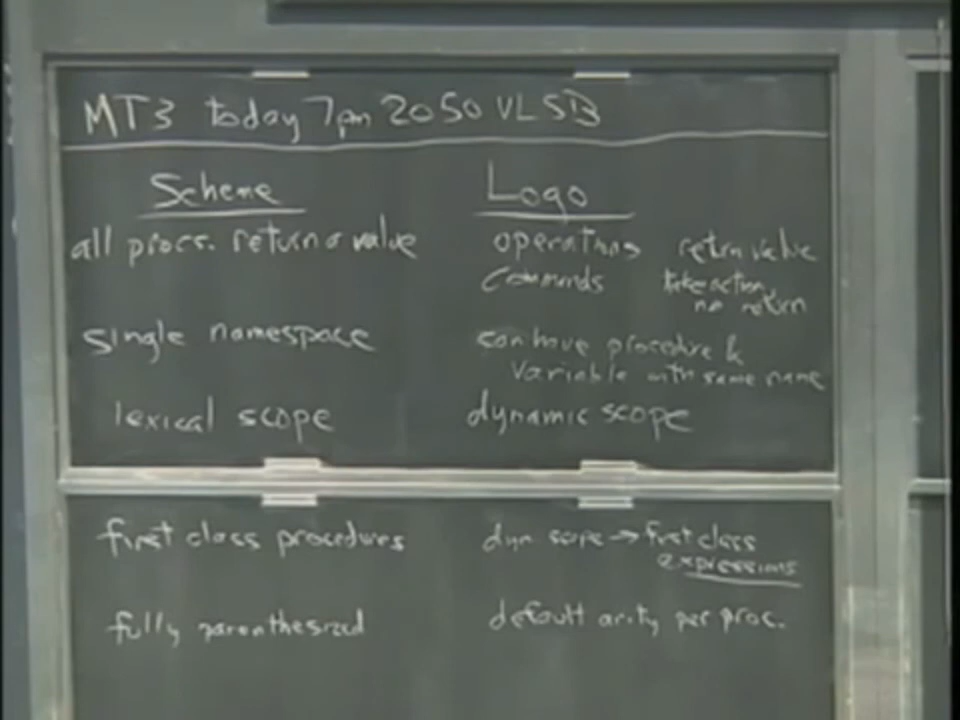 MT3 today 7pm 2050 VLSB
Scheme Logo
all procs. return a value operations return value
commands take action,
no return
single namespace can have procedure &
variable with same name
lexical scope dynamic scope
first class procedures dyn scope → first class
expressions
fully parenthesized default arity per proc.